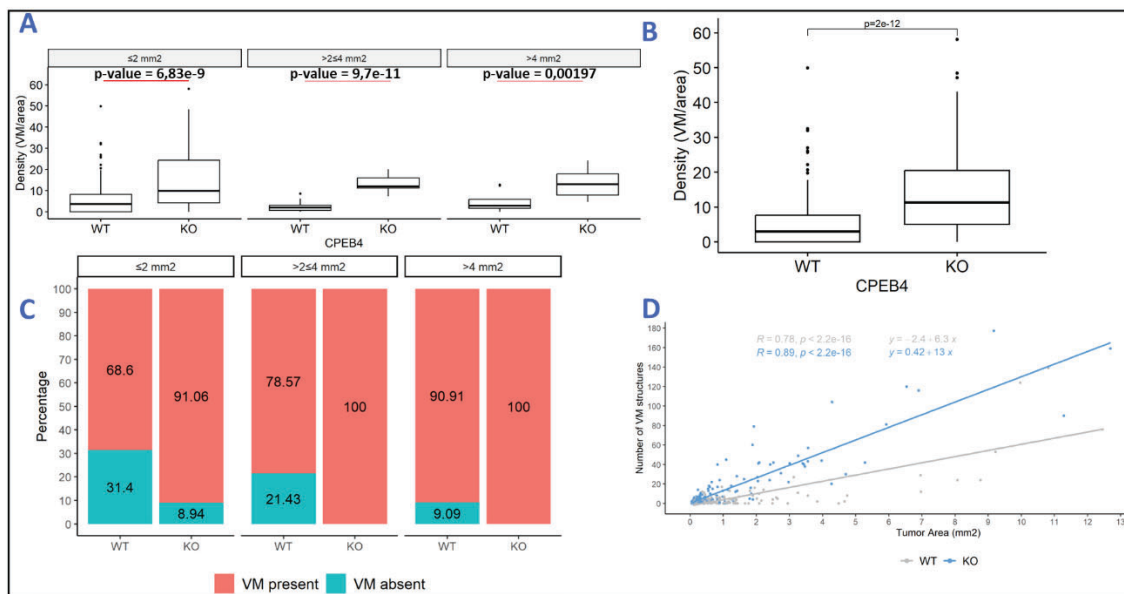 A
≤2 mm2
>2≤4 mm2
>4 mm2
p-value = 6,83e-9
p-value = 9,7e-11
p-value = 0,00197
Density (VM/area)
60
50
40
30
20
10
0
WT
KO
WT
KO
WT
KO
CPEB4
B
p=2e-12
Density (VM/area)
60
50
40
30
20
10
0
WT
KO
CPEB4
C
≤2 mm2
>2≤4 mm2
>4 mm2
Percentage
100
90
80
70
60
50
40
30
20
10
0
68.6
31.4
91.06
8.94
78.57
21.43
100
90.91
9.09
100
WT
KO
WT
KO
WT
KO
VM present
VM absent
D
R = 0.78, p < 2.2e-16
y = − 2.4 + 6.3 x
R = 0.89, p < 2.2e-16
y = 0.42 + 13 x
Number of VM structures
180
160
140
120
100
80
60
40
20
0
0
1
2
3
4
5
6
7
8
9
10
11
12
13
Tumor Area (mm2)
WT
KO